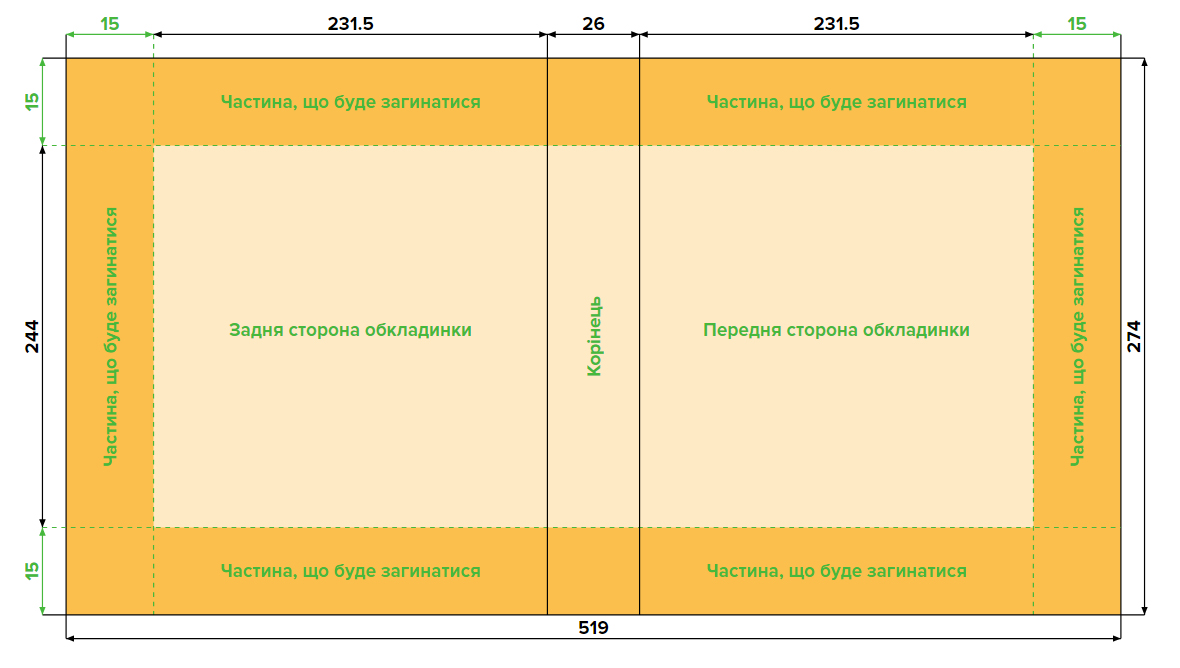 15
231.5
26
231.5
15
15
Частина, що буде загинатися
Частина, що буде загинатися
244
Частина, що буде загинатися
Задня сторона обкладинки
Корінець
Передня сторона обкладинки
Частина, що буде загинатися
274
15
Частина, що буде загинатися
Частина, що буде загинатися
519